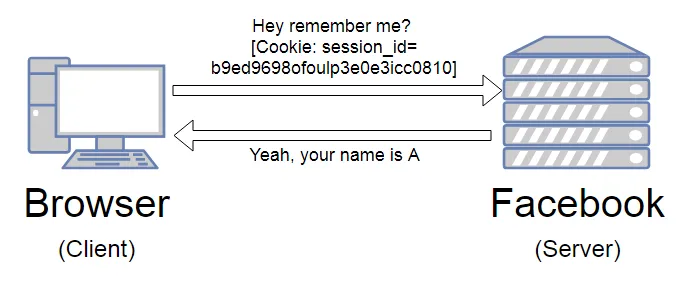 Hey remember me?
[Cookie: session_id=
b9ed9698ofoulp3e0e3icc0810]
Yeah, your name is A
Browser
(Client)
Facebook
(Server)